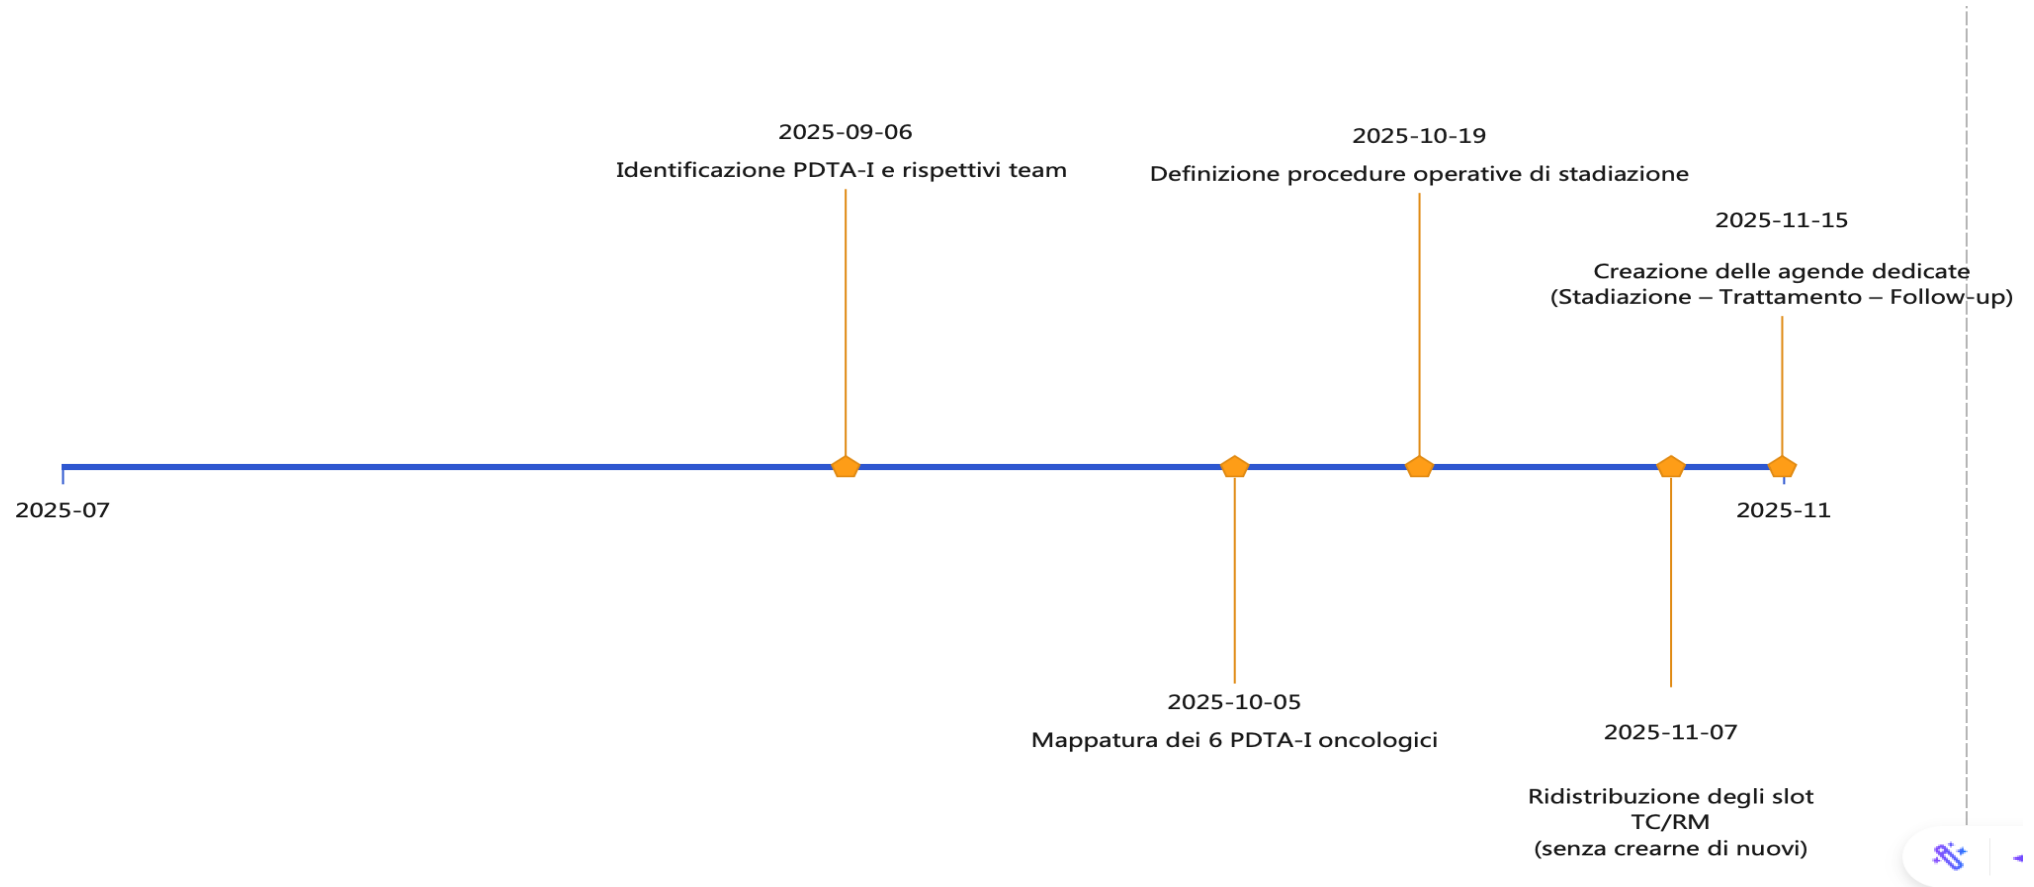 2025-09-06
Identificazione PDTA-I e rispettivi team
2025-10-19
Definizione procedure operative di stadiazione
2025-11-15
Creazione delle agende dedicate
(Stadiazione – Trattamento – Follow-up)
2025-07
2025-11
2025-10-05
Mappatura dei 6 PDTA-I oncologici
2025-11-07
Ridistribuzione degli slot
TC/RM
(senza crearne di nuovi)